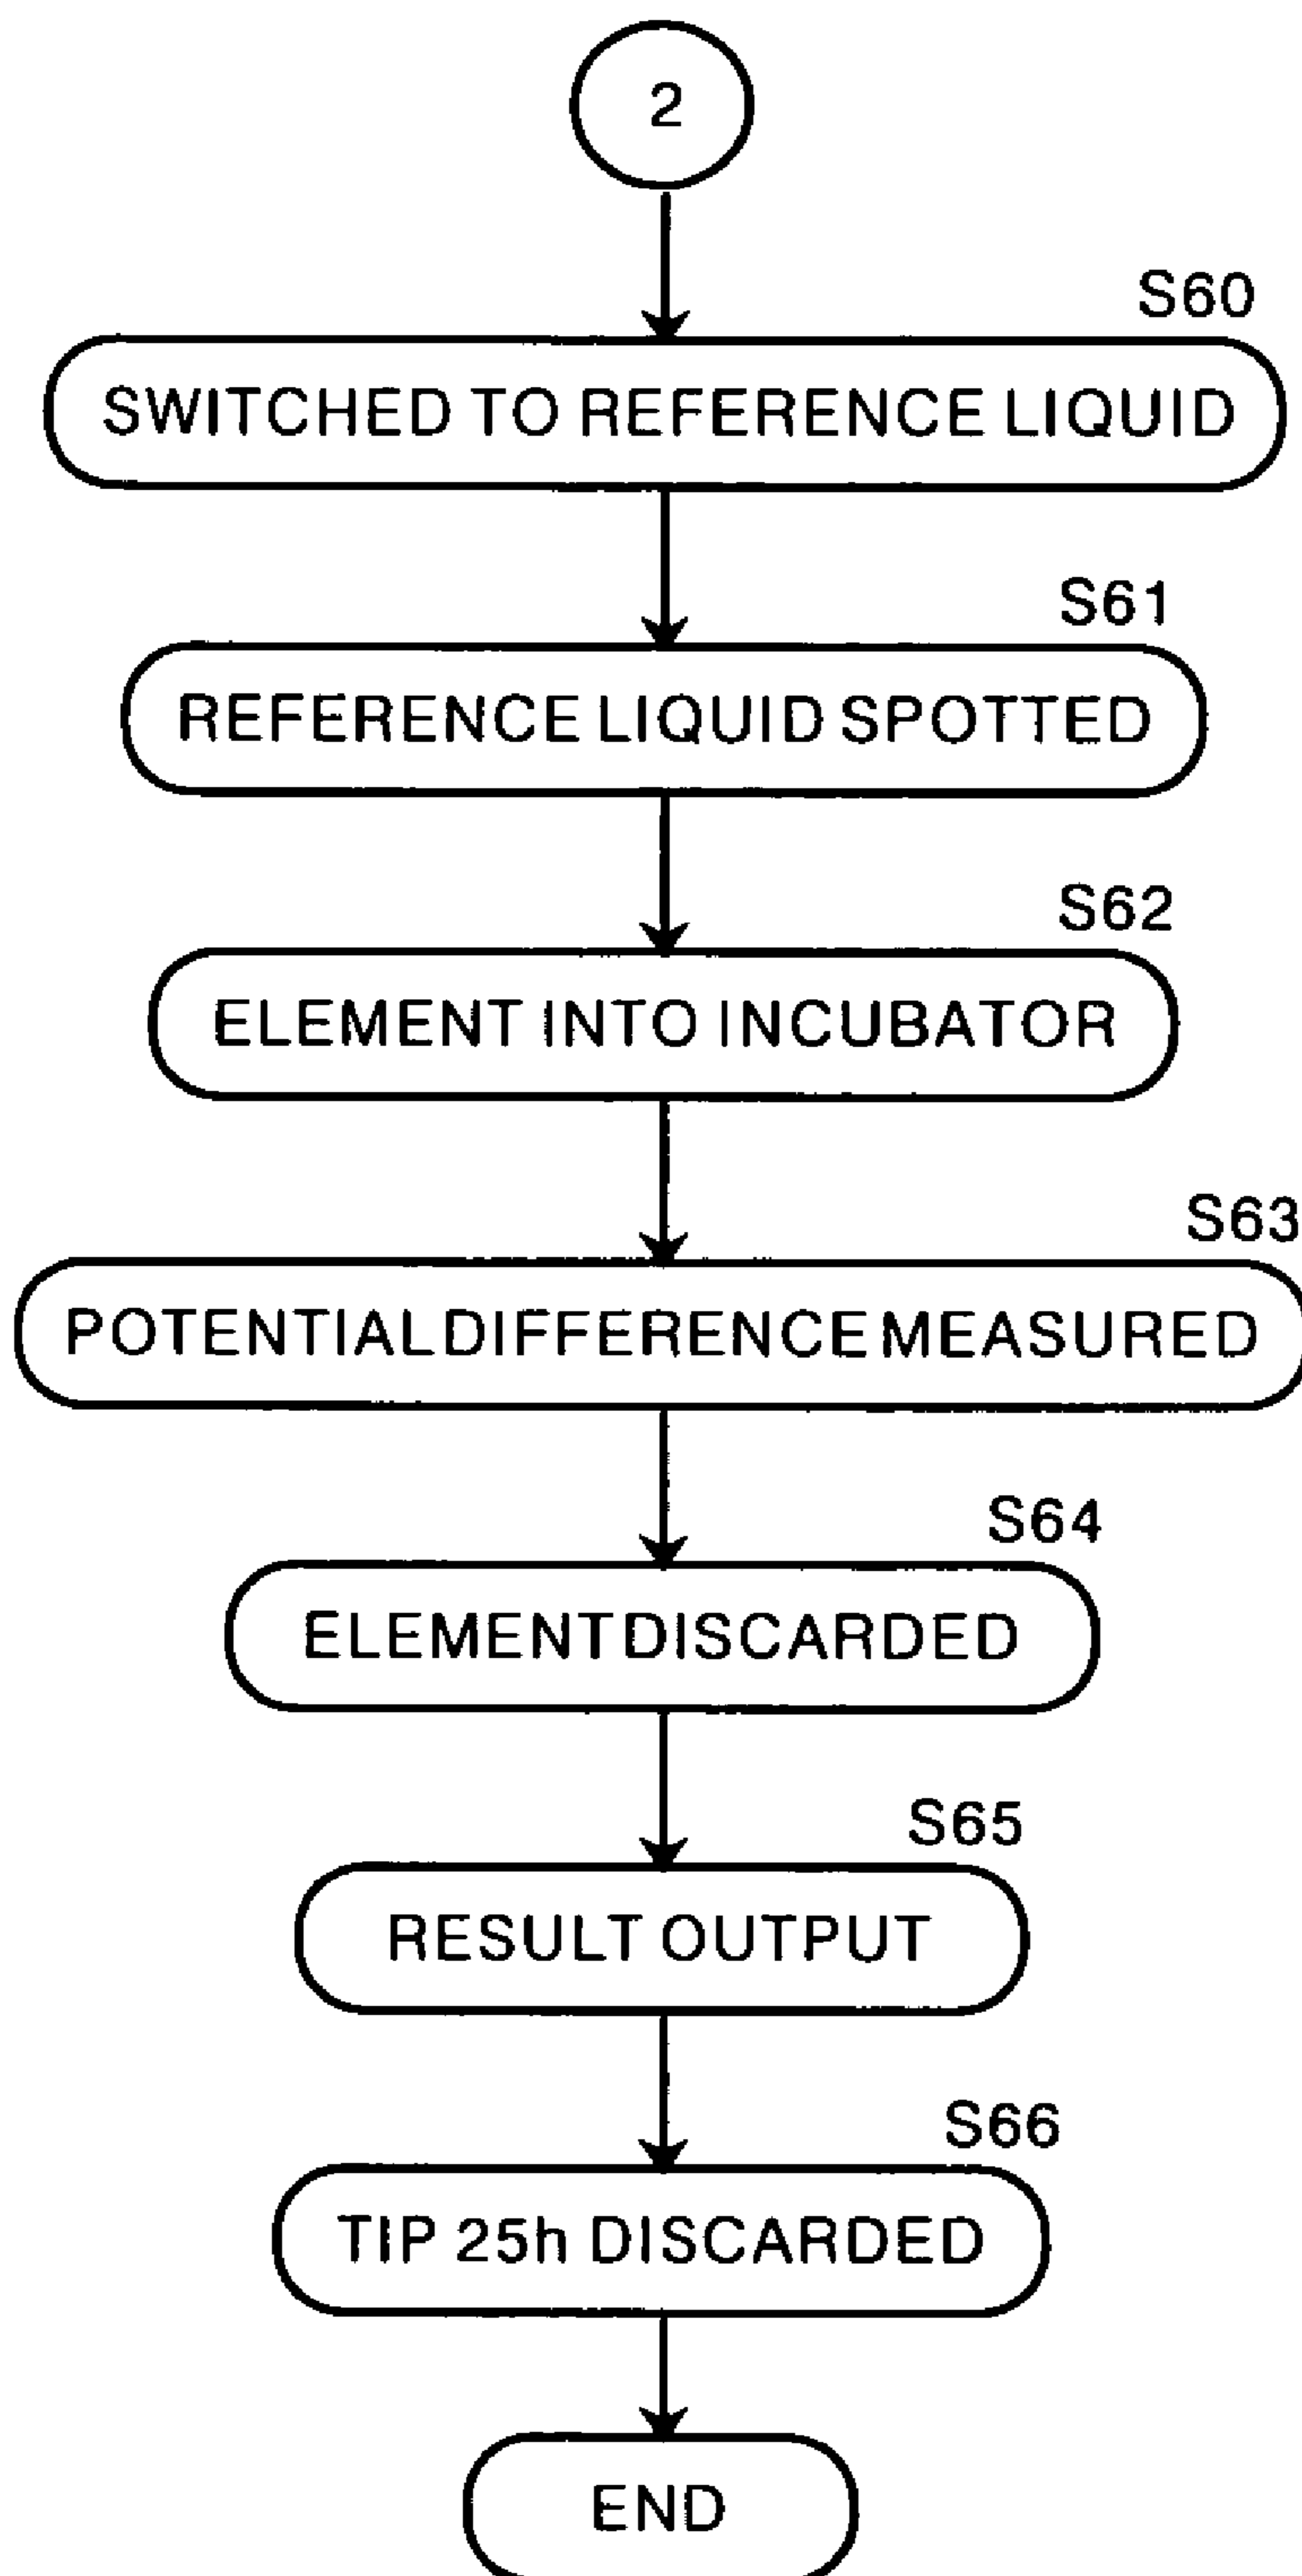 2
S60
SWITCHED TO REFERENCE LIQUID
S61
REFERENCE LIQUID SPOTTED
S62
ELEMENT INTO INCUBATOR
S63
POTENTIAL DIFFERENCE MEASURED
S64
ELEMENT DISCARDED
S65
RESULT OUTPUT
S66
TIP 25h DISCARDED
END